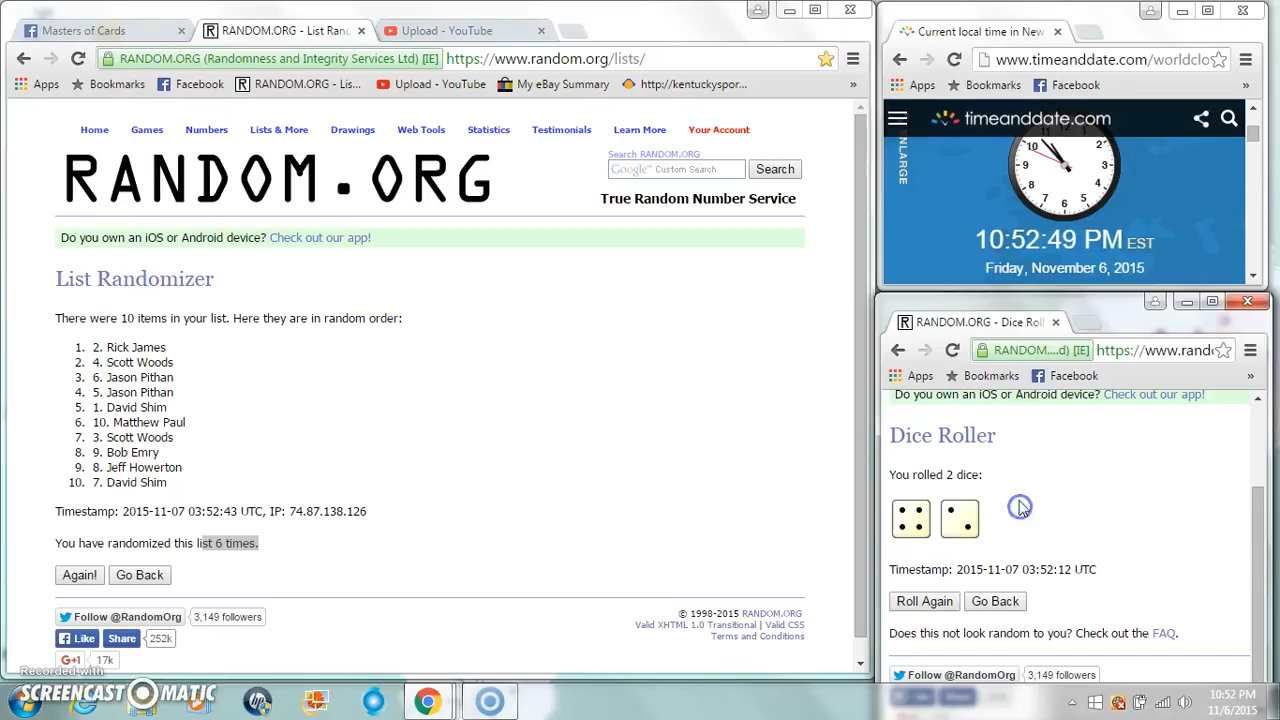 Masters of Cards
RANDOM.ORG - List Ran
Upload - YouTube
RANDOM.ORG (Randomness and Integrity Services Ltd) [IE]
https://www.random.org/lists/
Apps
Bookmarks
Facebook
RANDOM.ORG - Lis...
Upload - YouTube
My eBay Summary
http://kentuckyspor...
»
Home
Games
Numbers
Lists & More
Drawings
Web Tools
Statistics
Testimonials
Learn More
Your Account
RANDOM.ORG
Search RANDOM.ORG
Google™ Custom Search
Search
True Random Number Service
Do you own an iOS or Android device? Check out our app!
List Randomizer
There were 10 items in your list. Here they are in random order:
1. 2. Rick James
2. 4. Scott Woods
3. 6. Jason Pithan
4. 5. Jason Pithan
5. 1. David Shim
6. 10. Matthew Paul
7. 3. Scott Woods
8. 9. Bob Emry
9. 8. Jeff Howerton
10. 7. David Shim
Timestamp: 2015-11-07 03:52:43 UTC, IP: 74.87.138.126
You have randomized this list 6 times.
Again!
Go Back
Follow @RandomOrg
3,149 followers
Like
Share
252k
G+1
17k
© 1998-2015 RANDOM.ORG
Valid XHTML 1.0 Transitional | Valid CSS
Terms and Conditions
Recorded with
SCREENCAST-O-MATIC
Current local time in New
www.timeanddate.com/worldclo
Apps
Bookmarks
Facebook
timeanddate.com
ENLARGE
10:52:49 PM EST
Friday, November 6, 2015
RANDOM.ORG - Dice Roll
RANDOM....d) [IE]
https://www.rand
Apps
Bookmarks
Facebook
»
Do you own an iOS or Android device? Check out our app!
Dice Roller
You rolled 2 dice:
Timestamp: 2015-11-07 03:52:12 UTC
Roll Again
Go Back
Does this not look random to you? Check out the FAQ.
Follow @RandomOrg
3,149 followers
10:52 PM
11/6/2015